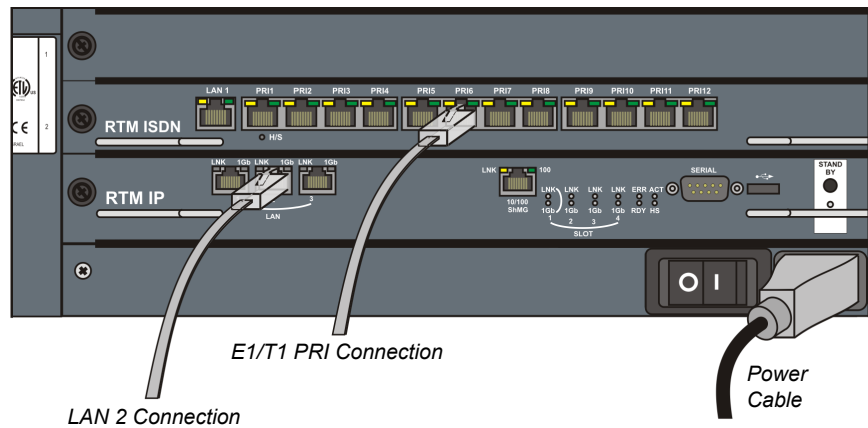 1
ETL us
LAN 1 PRI1 PRI2 PRI3 PRI4 PRI5 PRI6 PRI7 PRI8 PRI9 PRI10 PRI11 PRI12
2
CE
RTM ISDN
H/S
LNK 1Gb LNK 1Gb LNK 1Gb
LAN
3
RTM IP
LNK 100
10/100
ShMG
LNK LNK LNK LNK ERR ACT
1Gb 1Gb 1Gb 1Gb RDY HS
1 2 3 4
SLOT
SERIAL
STAND
BY
O I
E1/T1 PRI Connection
LAN 2 Connection
Power
Cable